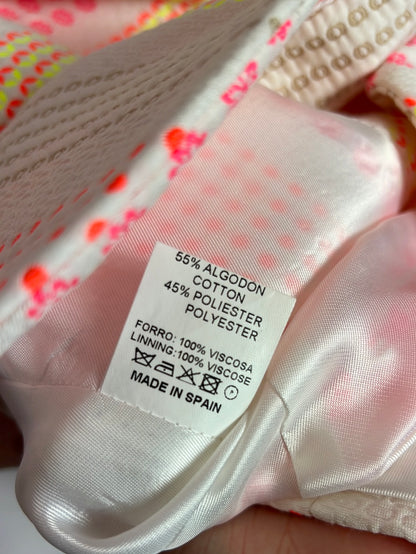 55% ALGODON
COTTON
45% POLIESTER
POLYESTER
FORRO: 100% VISCOSA
LINNING:100% VISCOSE
MADE IN SPAIN